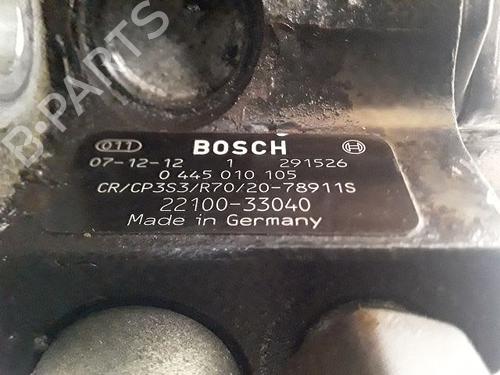 B-PARTS
011 BOSCH
07-12-12 1 291526
0 445 010 105
CR/CP3S3/R70/20-78911S
22100-33040
Made in Germany